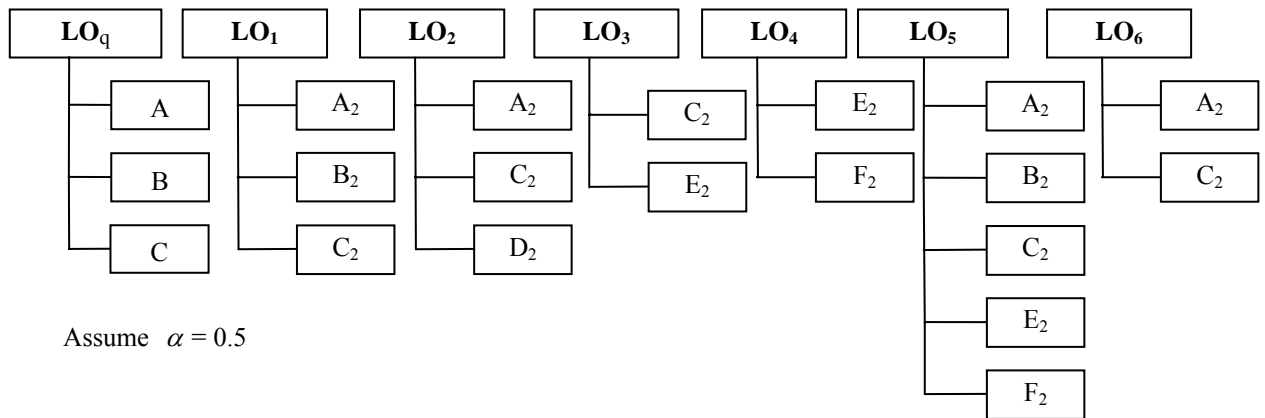 LOq LO₁ LO₂ LO₃ LO₄ LO₅ LO₆
A A₂ A₂ C₂ E₂ A₂ A₂
B B₂ C₂ E₂ F₂ B₂ C₂
C C₂ D₂ C₂
Assume α = 0.5 E₂
F₂